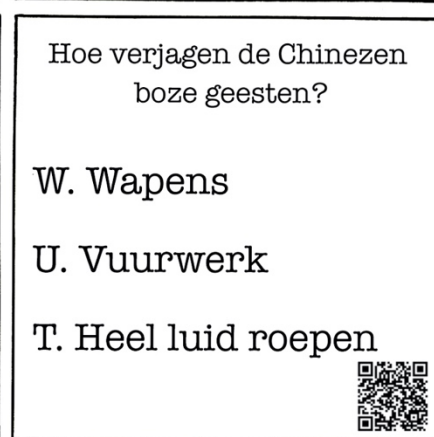 Hoe verjagen de Chinezen
boze geesten?
W. Wapens
U. Vuurwerk
T. Heel luid roepen